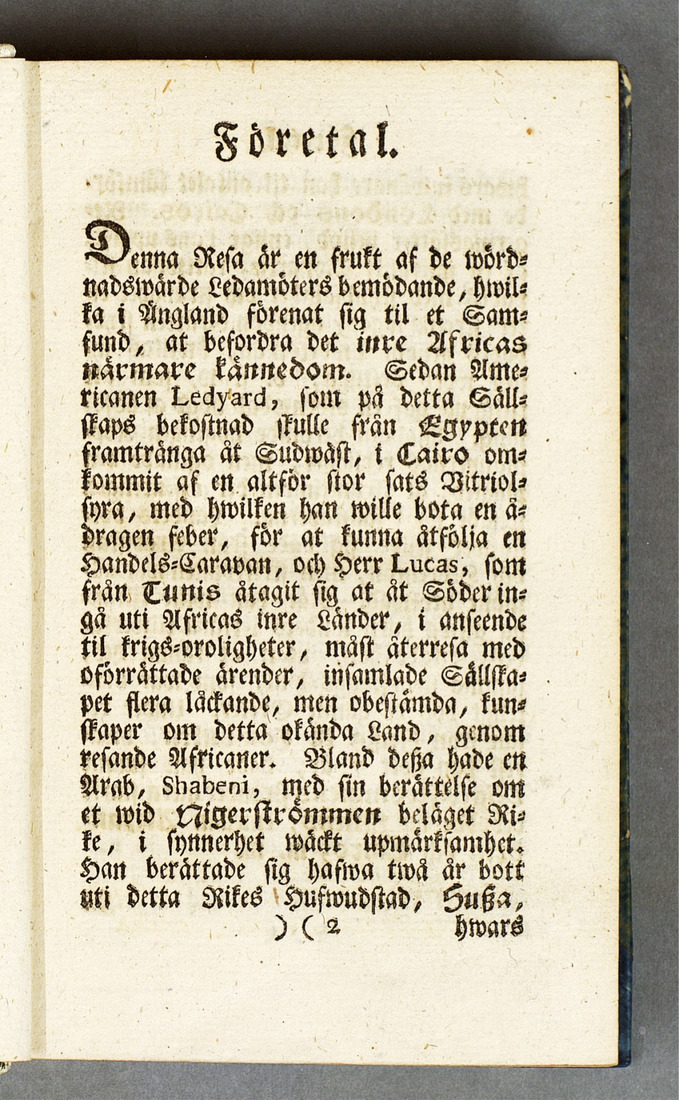 Företal.
Denna Resa är en frukt af de wörd-
nadswärde Ledamöters bemödande, hwil-
ka i Ängland förenat sig til et Sam-
fund, at befordra det inre Africas
närmare kännedom. Sedan Ame-
ricanen Ledyard, som på detta Säll-
skaps bekostnad skulle från Egypten
framtränga åt Sudwäst, i Cairo om-
kommit af en altför stor sats Vitriol-
syra, med hwilken han wille bota en å-
dragen feber, för at kunna åtfölja en
Handels-Caravan, och Herr Lucas, som
från Tunis åtagit sig at åt Söder in-
gå uti Africas inre Länder, i anseende
til krigs-oroligheter, måst återresa med
oförrättade ärender, insamlade Sällska-
pet flera låckande, men obestämda, kun-
skaper om detta okända Land, genom
resande Africaner. Bland deßa hade en
Arab, Shabeni, med sin berättelse om
et wid Nigerströmmen beläget Ri-
ke, i synnerhet wäckt upmärksamhet.
Han berättade sig hafwa twå år bott
uti detta Rikes Hufwudstad, Hußa,
) ( 2 hwars